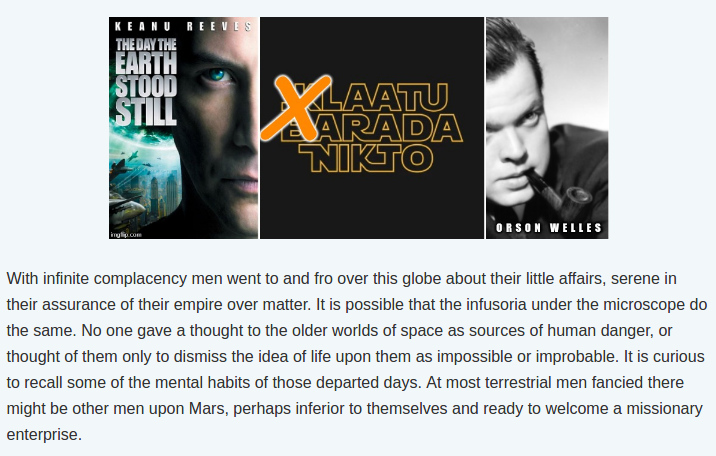 KEANU REEVES
THE DAY THE
EARTH
STOOD
STILL
imgflip.com
KLAATU
BARADA
NIKTO
ORSON WELLES
With infinite complacency men went to and fro over this globe about their little affairs, serene in
their assurance of their empire over matter. It is possible that the infusoria under the microscope do
the same. No one gave a thought to the older worlds of space as sources of human danger, or
thought of them only to dismiss the idea of life upon them as impossible or improbable. It is curious
to recall some of the mental habits of those departed days. At most terrestrial men fancied there
might be other men upon Mars, perhaps inferior to themselves and ready to welcome a missionary
enterprise.